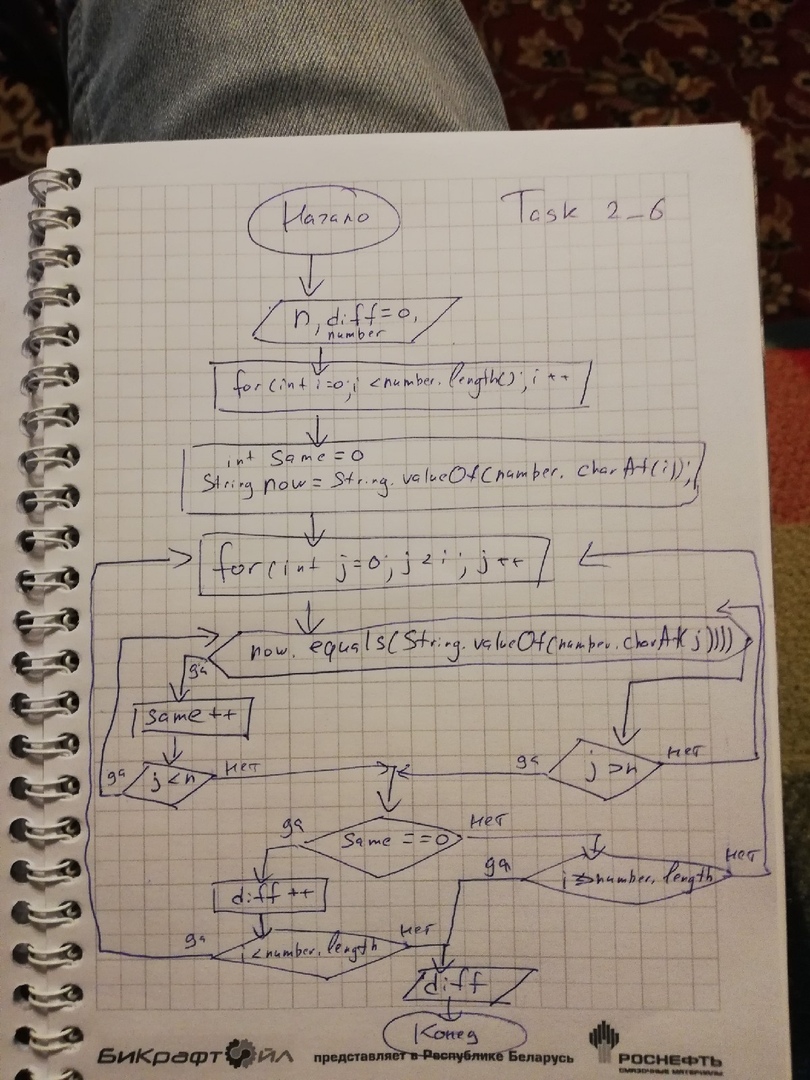 Начало
Task 2_6
n, diff=0,
number
for(int i=0; i <number.length(); i ++
int same =0
String now = String.valueOf(number.charAt(i));
for(int j=0; j<i; j++
now.equals(String.valueOf(number.charAt(j))))
да
same++
да
j<n
нет
да
j>n
нет
да
same ==0
нет
diff ++
да
i>number.length
нет
да
i<number.length
нет
diff
Конец
БИКРАФТ ОЙЛ
представляет в Республике Беларусь
РОСНЕФТЬ
СМАЗОЧНЫЕ МАТЕРИАЛЫ